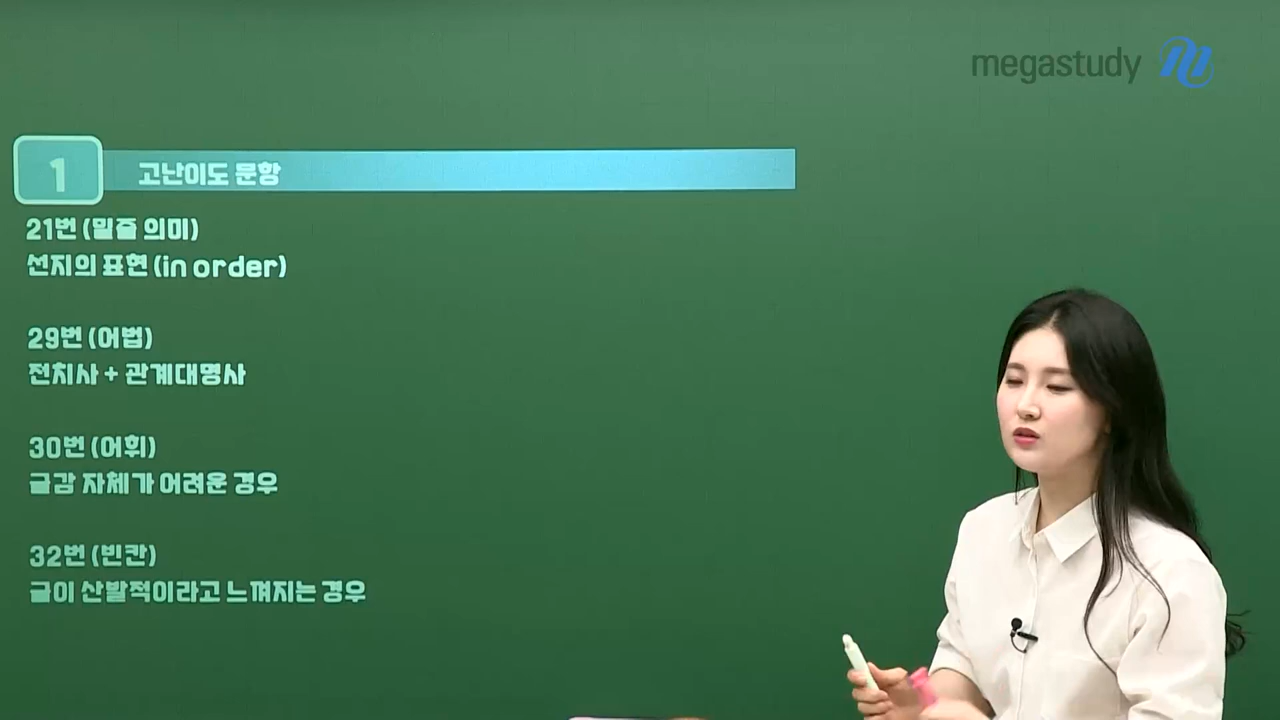 megastudy
1
고난이도 문항
21번 (밑줄 의미)
선지의 표현 (in order)
29번 (어법)
전치사 + 관계대명사
30번 (어휘)
글감 자체가 어려운 경우
32번 (빈칸)
글이 산발적이라고 느껴지는 경우